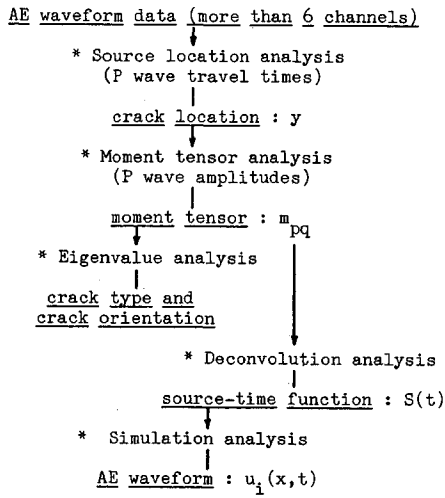 AE waveform data (more than 6 channels)
* Source location analysis
(P wave travel times)
crack location : y
* Moment tensor analysis
(P wave amplitudes)
moment tensor : m_pq
* Eigenvalue analysis
crack type and
crack orientation
* Deconvolution analysis
source-time function : S(t)
* Simulation analysis
AE waveform : u_i(x,t)